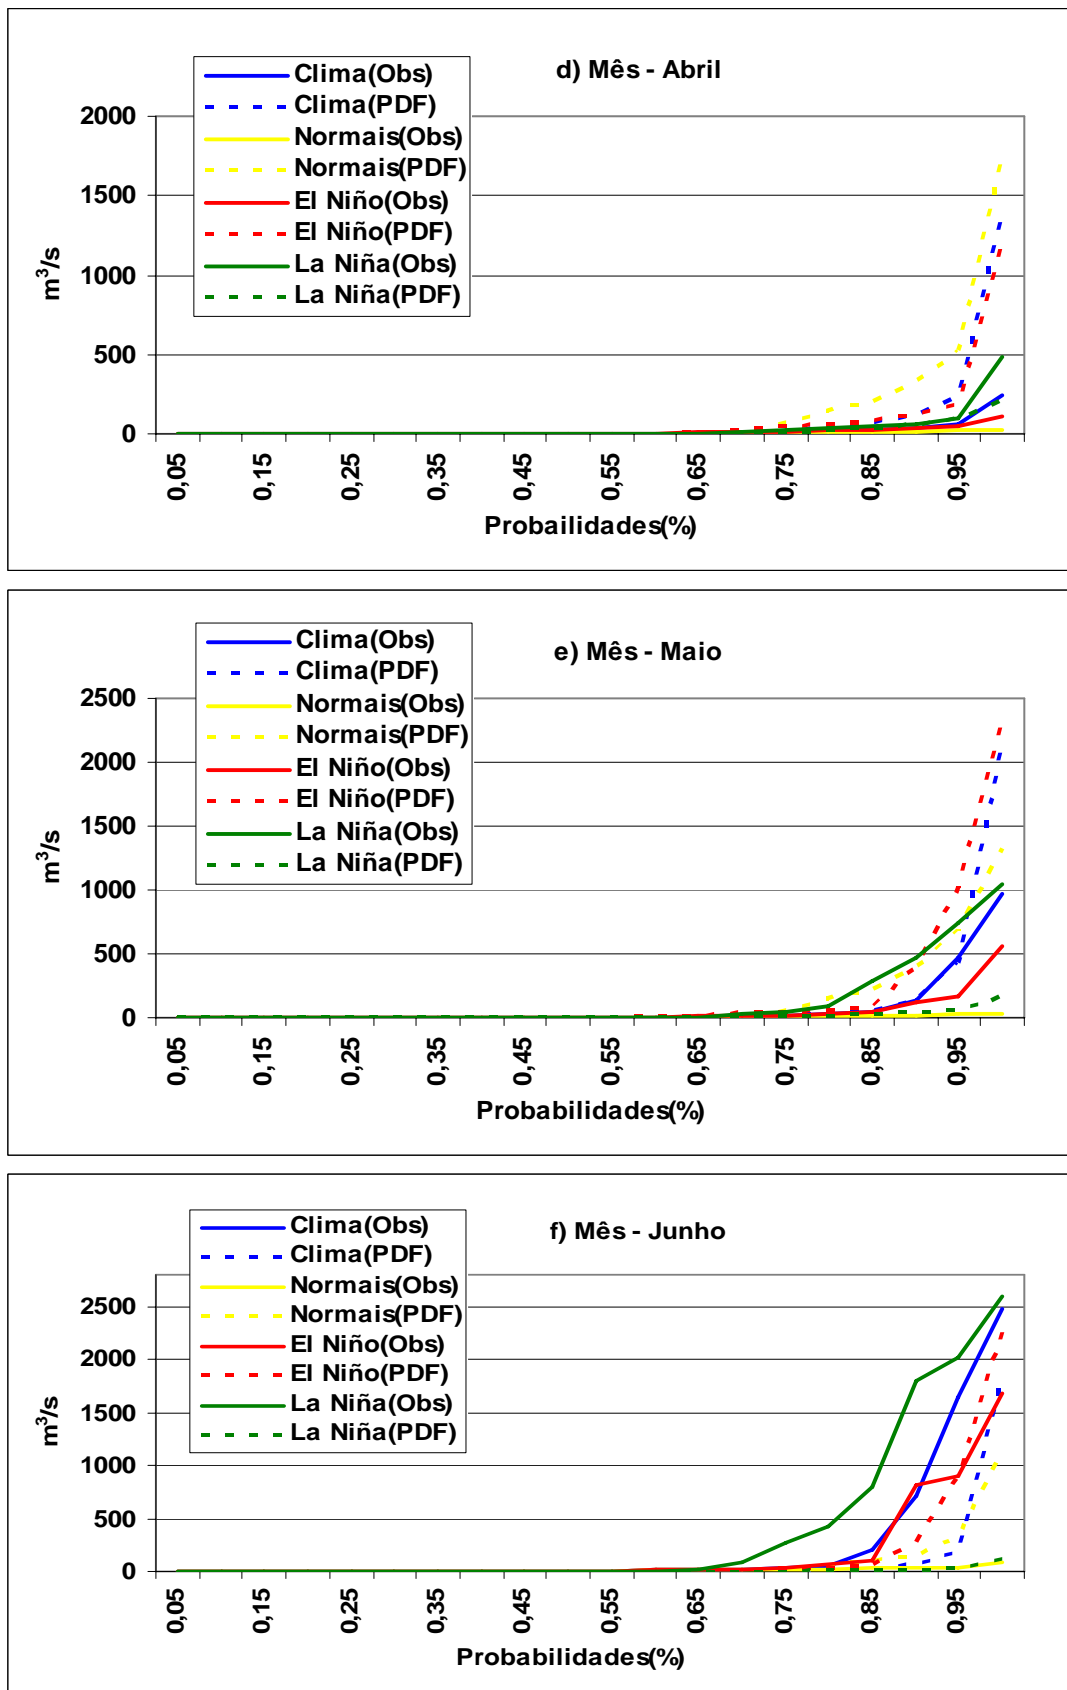 d) Mês - Abril
Clima(Obs)
Clima(PDF)
Normais(Obs)
Normais(PDF)
El Niño(Obs)
El Niño(PDF)
La Niña(Obs)
La Niña(PDF)
m³/s
2000
1500
1000
500
0
0,05 0,15 0,25 0,35 0,45 0,55 0,65 0,75 0,85 0,95
Probailidades(%)
e) Mês - Maio
Clima(Obs)
Clima(PDF)
Normais(Obs)
Normais(PDF)
El Niño(Obs)
El Niño(PDF)
La Niña(Obs)
La Niña(PDF)
m³/s
2500
2000
1500
1000
500
0
0,05 0,15 0,25 0,35 0,45 0,55 0,65 0,75 0,85 0,95
Probabilidades(%)
f) Mês - Junho
Clima(Obs)
Clima(PDF)
Normais(Obs)
Normais(PDF)
El Niño(Obs)
El Niño(PDF)
La Niña(Obs)
La Niña(PDF)
m³/s
2500
2000
1500
1000
500
0
0,05 0,15 0,25 0,35 0,45 0,55 0,65 0,75 0,85 0,95
Probabilidades(%)